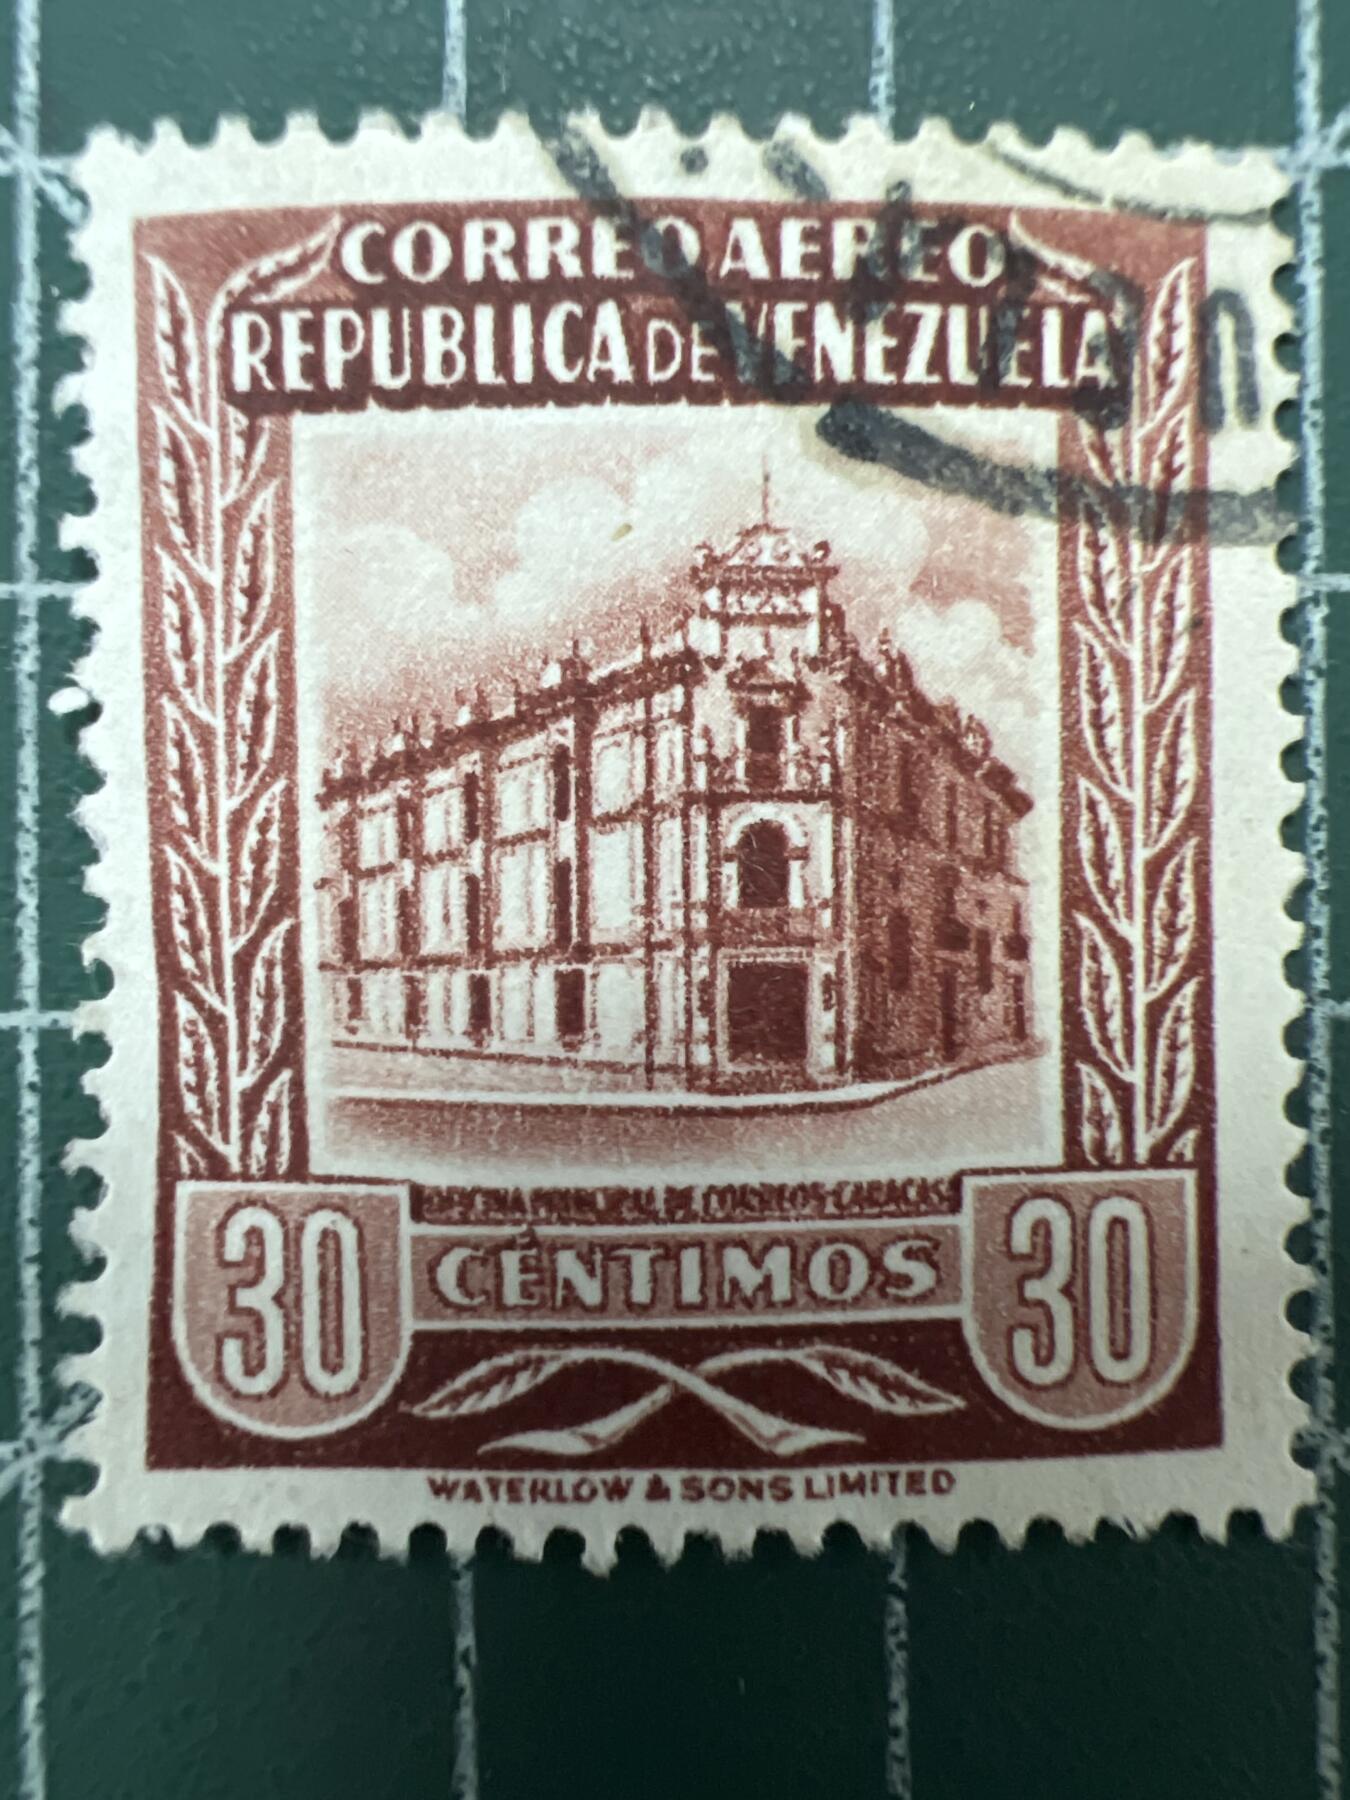 CORREO AEREO
REPUBLICA DE VENEZUELA
OFICINA PRINCIPAL DE CORREOS-CARACAS
30 CENTIMOS 30
WATERLOW & SONS LIMITED